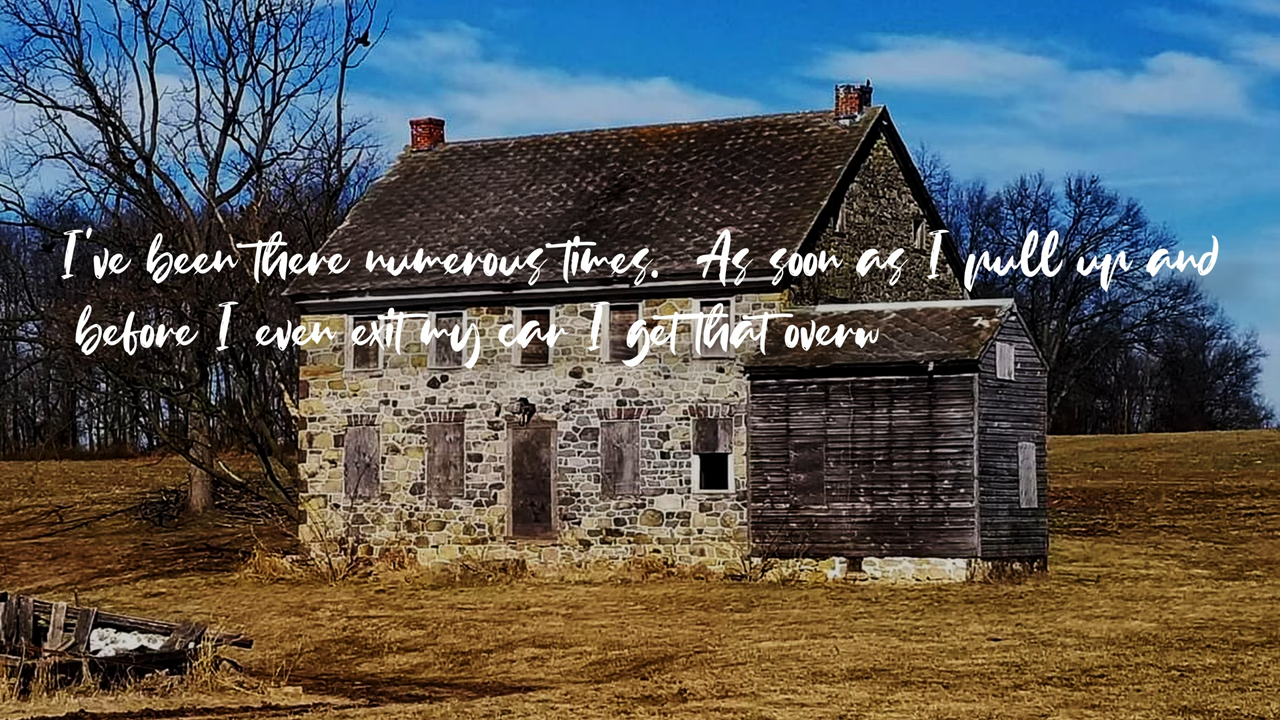 I've been there numerous times.  As soon as I pull up and
before I even exit my car I get that overw